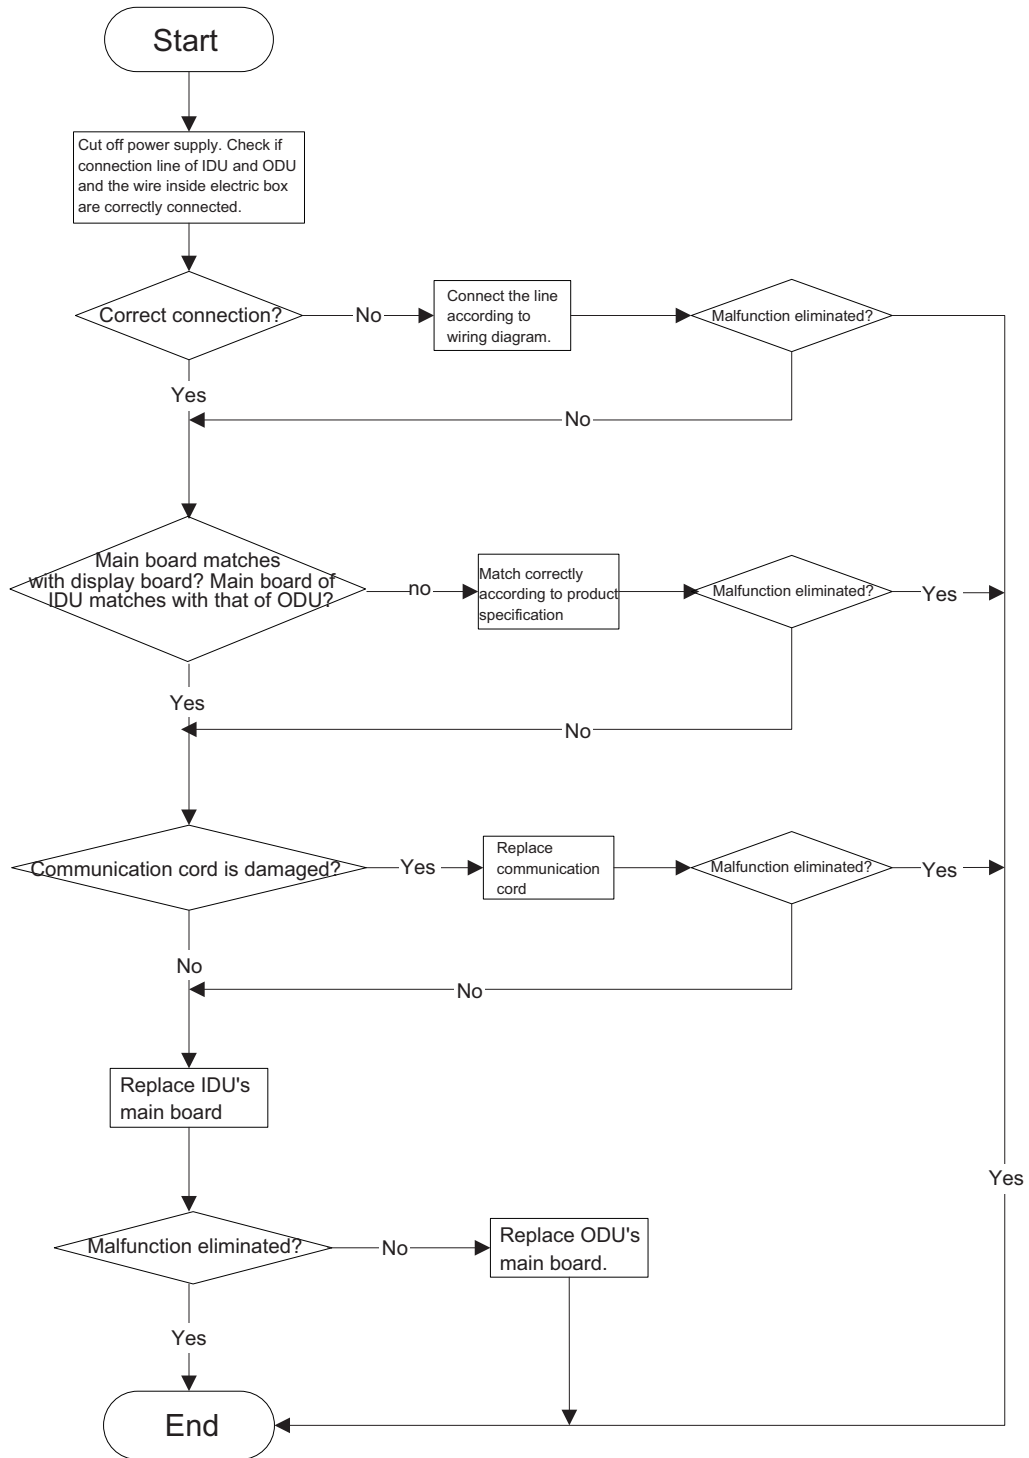 Start
Cut off power supply. Check if
connection line of IDU and ODU
and the wire inside electric box
are correctly connected.
Correct connection?
No
Connect the line
according to
wiring diagram.
Malfunction eliminated?
Yes
No
Main board matches
with display board? Main board of
IDU matches with that of ODU?
no
Match correctly
according to product
specification
Malfunction eliminated?
Yes
Yes
No
Communication cord is damaged?
Yes
Replace
communication
cord
Malfunction eliminated?
Yes
No
No
Replace IDU's
main board
Yes
Malfunction eliminated?
No
Replace ODU's
main board.
Yes
End